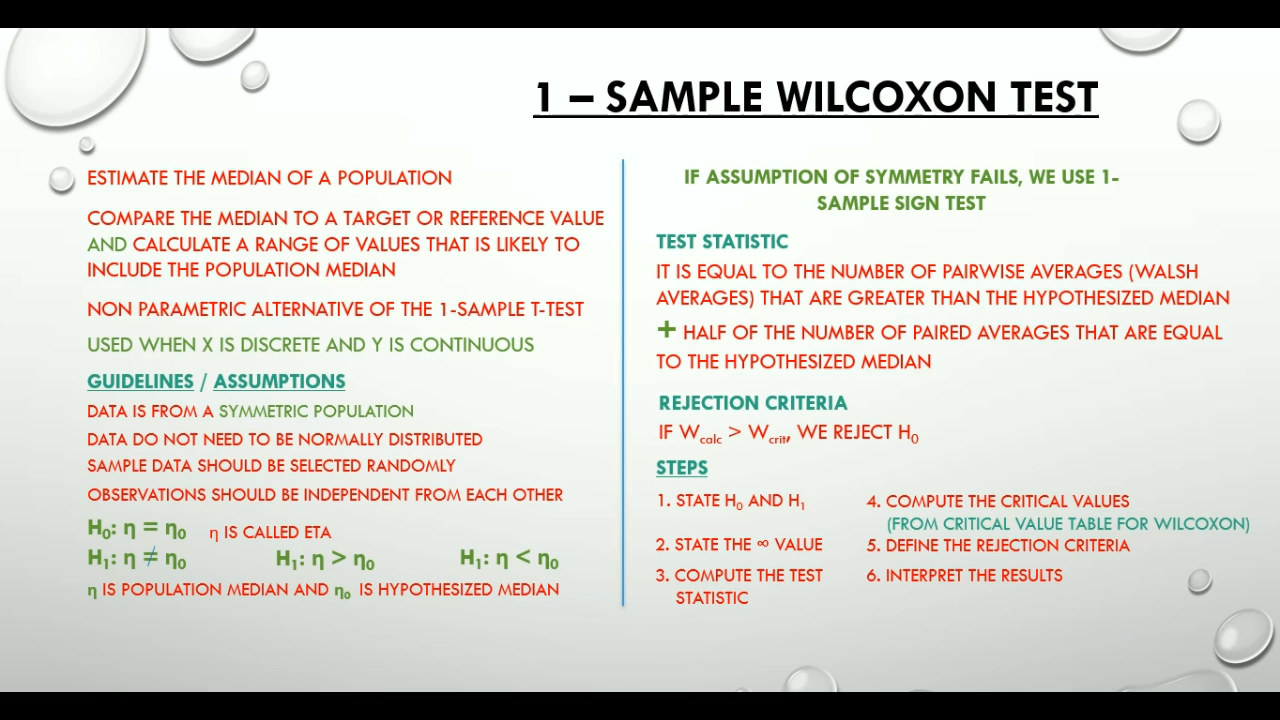 1 – SAMPLE WILCOXON TEST
ESTIMATE THE MEDIAN OF A POPULATION
COMPARE THE MEDIAN TO A TARGET OR REFERENCE VALUE
AND CALCULATE A RANGE OF VALUES THAT IS LIKELY TO
INCLUDE THE POPULATION MEDIAN
NON PARAMETRIC ALTERNATIVE OF THE 1-SAMPLE T-TEST
USED WHEN X IS DISCRETE AND Y IS CONTINUOUS
GUIDELINES / ASSUMPTIONS
DATA IS FROM A SYMMETRIC POPULATION
DATA DO NOT NEED TO BE NORMALLY DISTRIBUTED
SAMPLE DATA SHOULD BE SELECTED RANDOMLY
OBSERVATIONS SHOULD BE INDEPENDENT FROM EACH OTHER
H₀: η = η₀ η IS CALLED ETA
H₁: η ≠ η₀ H₁: η > η₀ H₁: η < η₀
η IS POPULATION MEDIAN AND η₀ IS HYPOTHESIZED MEDIAN
IF ASSUMPTION OF SYMMETRY FAILS, WE USE 1-
SAMPLE SIGN TEST
TEST STATISTIC
IT IS EQUAL TO THE NUMBER OF PAIRWISE AVERAGES (WALSH
AVERAGES) THAT ARE GREATER THAN THE HYPOTHESIZED MEDIAN
+ HALF OF THE NUMBER OF PAIRED AVERAGES THAT ARE EQUAL
TO THE HYPOTHESIZED MEDIAN
REJECTION CRITERIA
IF Wcalc > Wcrit, WE REJECT H₀
STEPS
1. STATE H₀ AND H₁
2. STATE THE ∞ VALUE
3. COMPUTE THE TEST
STATISTIC
4. COMPUTE THE CRITICAL VALUES
(FROM CRITICAL VALUE TABLE FOR WILCOXON)
5. DEFINE THE REJECTION CRITERIA
6. INTERPRET THE RESULTS